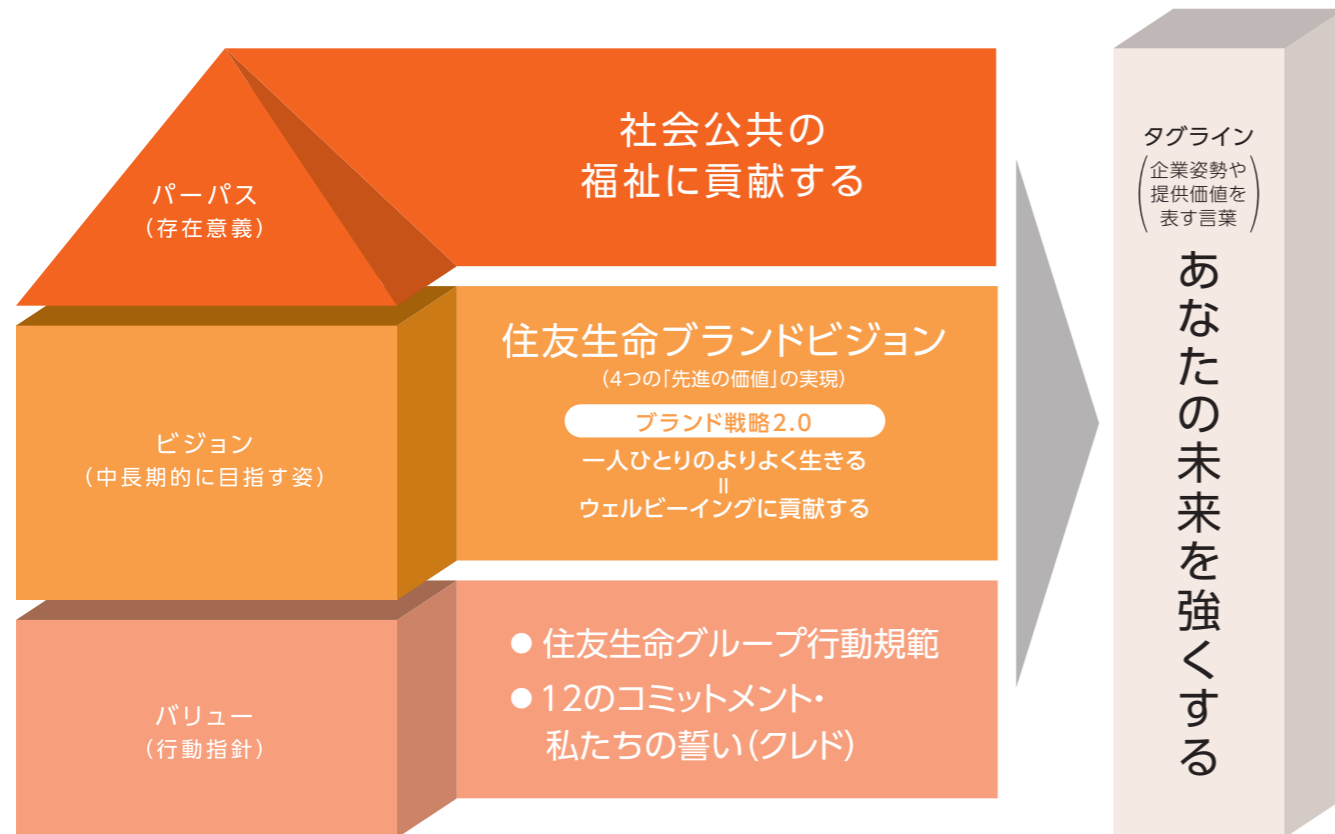 パーパス
（存在意義）
社会公共の
福祉に貢献する
ビジョン
（中長期的に目指す姿）
住友生命ブランドビジョン
（4つの「先進の価値」の実現）
ブランド戦略2.0
一人ひとりのよりよく生きる
＝
ウェルビーイングに貢献する
バリュー
（行動指針）
● 住友生命グループ行動規範
● 12のコミットメント・
私たちの誓い（クレド）
タグライン
（企業姿勢や
提供価値を
表す言葉）
あなたの未来を強くする